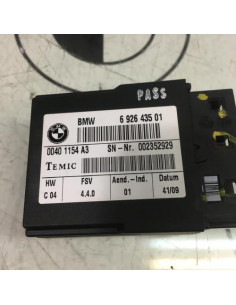 PASS
BMW 6 926 435 01
0040 1154 A3 SN-Nr. 002352929
TEMIC
HW FSV Aend.-Ind. Datum
C 04 4.4.0 01 41/09